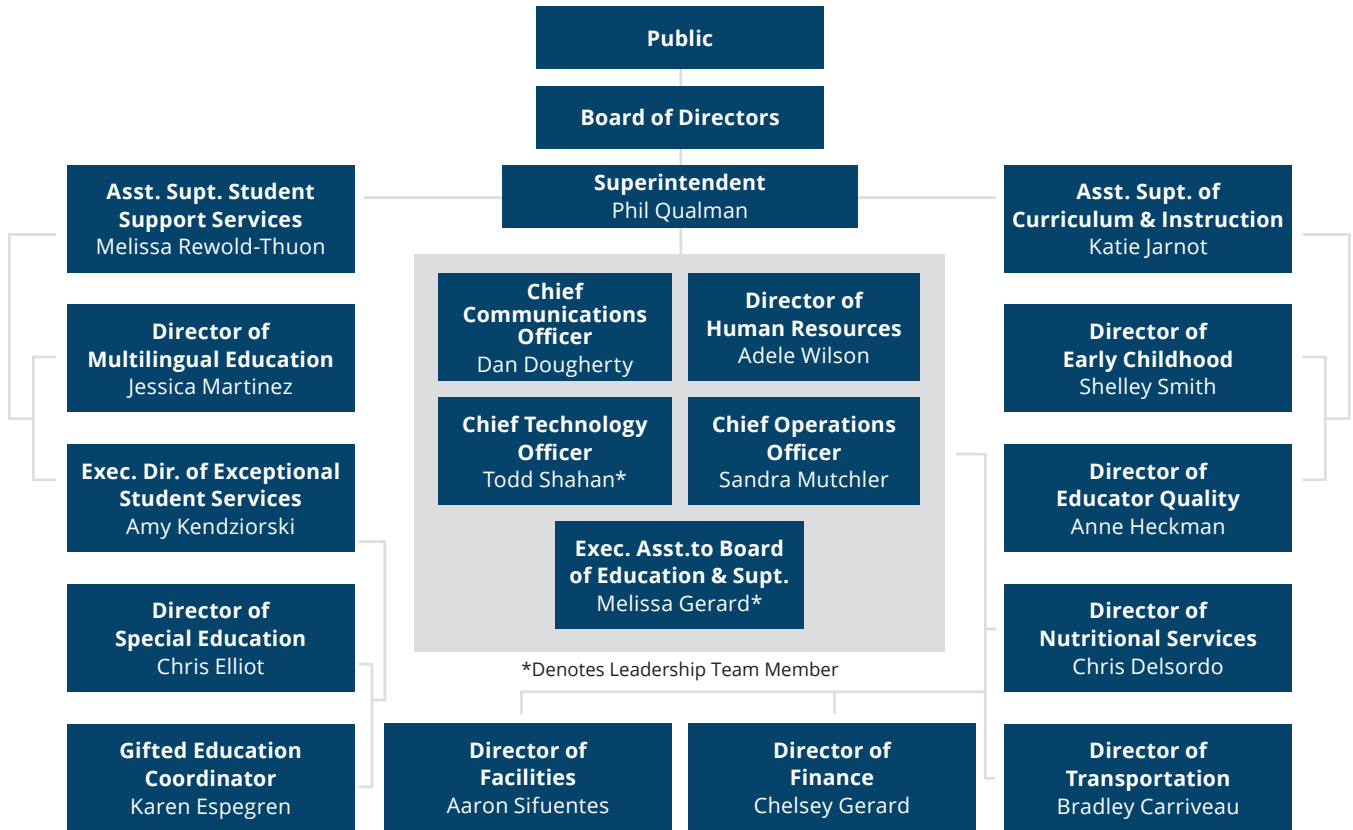 Public
Board of Directors
Superintendent
Phil Qualman
Asst. Supt. Student
Support Services
Melissa Rewold-Thuon
Asst. Supt. of
Curriculum & Instruction
Katie Jarnot
Chief
Communications
Officer
Dan Dougherty
Director of
Human Resources
Adele Wilson
Director of
Multilingual Education
Jessica Martinez
Director of
Early Childhood
Shelley Smith
Chief Technology
Officer
Todd Shahan*
Chief Operations
Officer
Sandra Mutchler
Exec. Dir. of Exceptional
Student Services
Amy Kendziorski
Director of
Educator Quality
Anne Heckman
Exec. Asst.to Board
of Education & Supt.
Melissa Gerard*
Director of
Special Education
Chris Elliot
Director of
Nutritional Services
Chris Delsordo
*Denotes Leadership Team Member
Gifted Education
Coordinator
Karen Espegren
Director of
Facilities
Aaron Sifuentes
Director of
Finance
Chelsey Gerard
Director of
Transportation
Bradley Carriveau